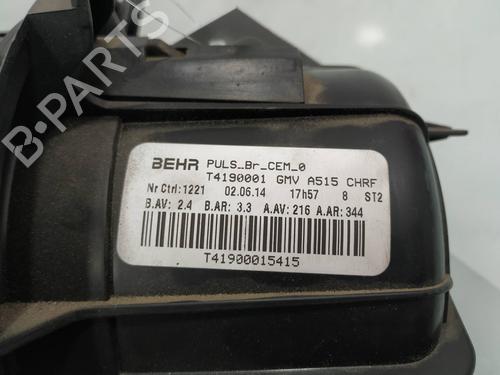 BEHR PULS_Br_CEM_0
T4190001 GMV A515 CHRF
Nr Ctrl:1221 02.06.14 17h57 8 ST2
B.AV: 2.4 B.AR: 3.3 A.AV: 216 A.AR: 344
T41900015415
B-PARTS